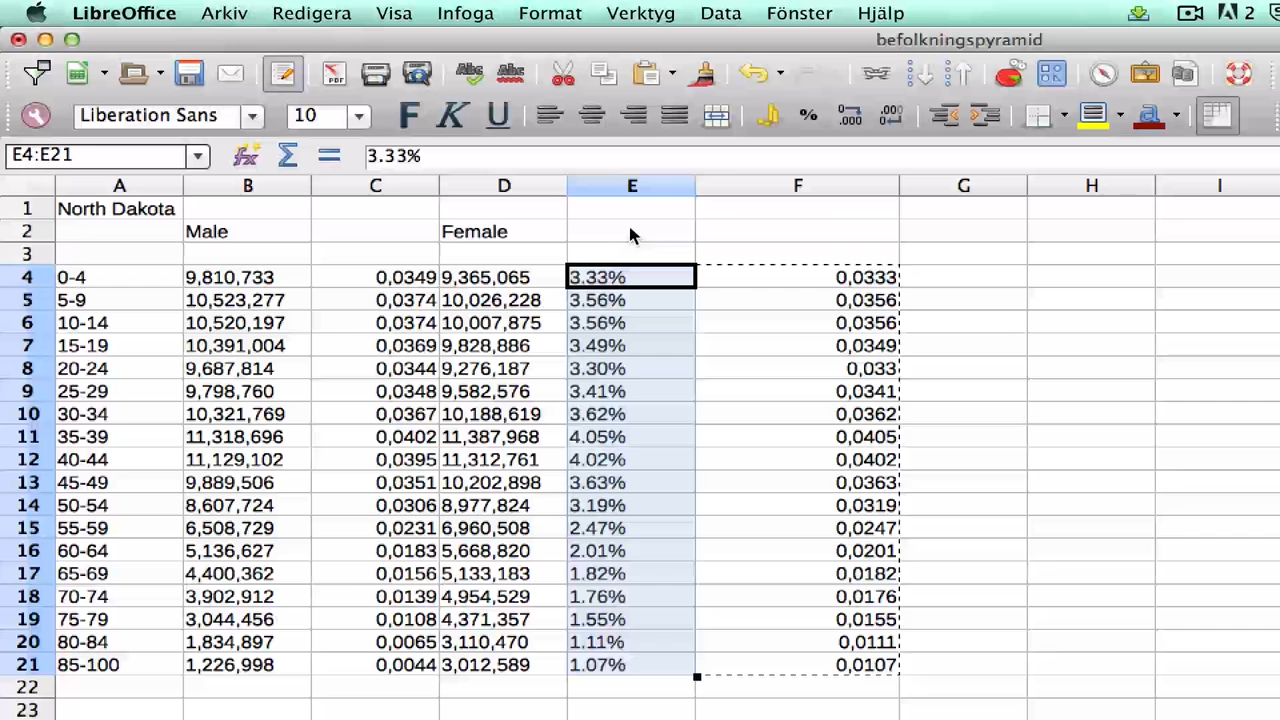 LibreOffice Arkiv Redigera Visa Infoga Format Verktyg Data Fönster Hjälp 2
befolkningspyramid
Liberation Sans 10 F K U % 
E4:E21 3.33%
A B C D E F G H I
1 North Dakota
2 Male Female
3
4 0-4 9,810,733 0,0349 9,365,065 3.33% 0,0333
5 5-9 10,523,277 0,0374 10,026,228 3.56% 0,0356
6 10-14 10,520,197 0,0374 10,007,875 3.56% 0,0356
7 15-19 10,391,004 0,0369 9,828,886 3.49% 0,0349
8 20-24 9,687,814 0,0344 9,276,187 3.30% 0,033
9 25-29 9,798,760 0,0348 9,582,576 3.41% 0,0341
10 30-34 10,321,769 0,0367 10,188,619 3.62% 0,0362
11 35-39 11,318,696 0,0402 11,387,968 4.05% 0,0405
12 40-44 11,129,102 0,0395 11,312,761 4.02% 0,0402
13 45-49 9,889,506 0,0351 10,202,898 3.63% 0,0363
14 50-54 8,607,724 0,0306 8,977,824 3.19% 0,0319
15 55-59 6,508,729 0,0231 6,960,508 2.47% 0,0247
16 60-64 5,136,627 0,0183 5,668,820 2.01% 0,0201
17 65-69 4,400,362 0,0156 5,133,183 1.82% 0,0182
18 70-74 3,902,912 0,0139 4,954,529 1.76% 0,0176
19 75-79 3,044,456 0,0108 4,371,357 1.55% 0,0155
20 80-84 1,834,897 0,0065 3,110,470 1.11% 0,0111
21 85-100 1,226,998 0,0044 3,012,589 1.07% 0,0107
22
23